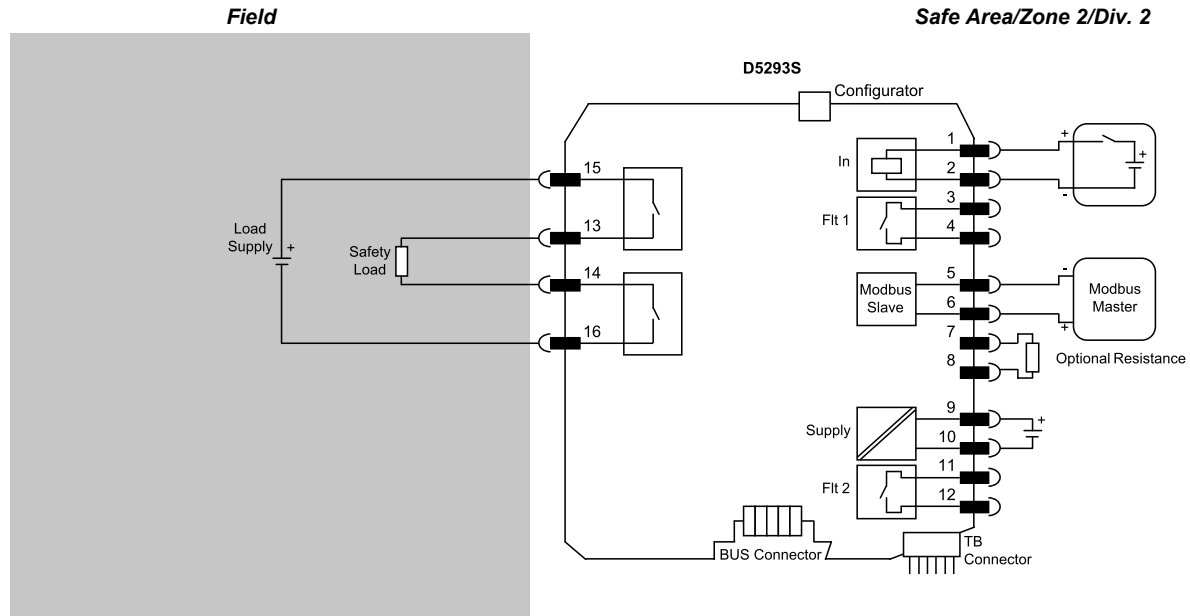 Field
Safe Area/Zone 2/Div. 2
D5293S
Configurator
1
+
+
In
2
-
15
3
Flt 1
4
13
Load
Supply
+
Safety
Load
14
5
-
Modbus
Slave
Modbus
Master
6
+
16
7
8
Optional Resistance
9
+
Supply
10
11
Flt 2
12
BUS Connector
TB
Connector